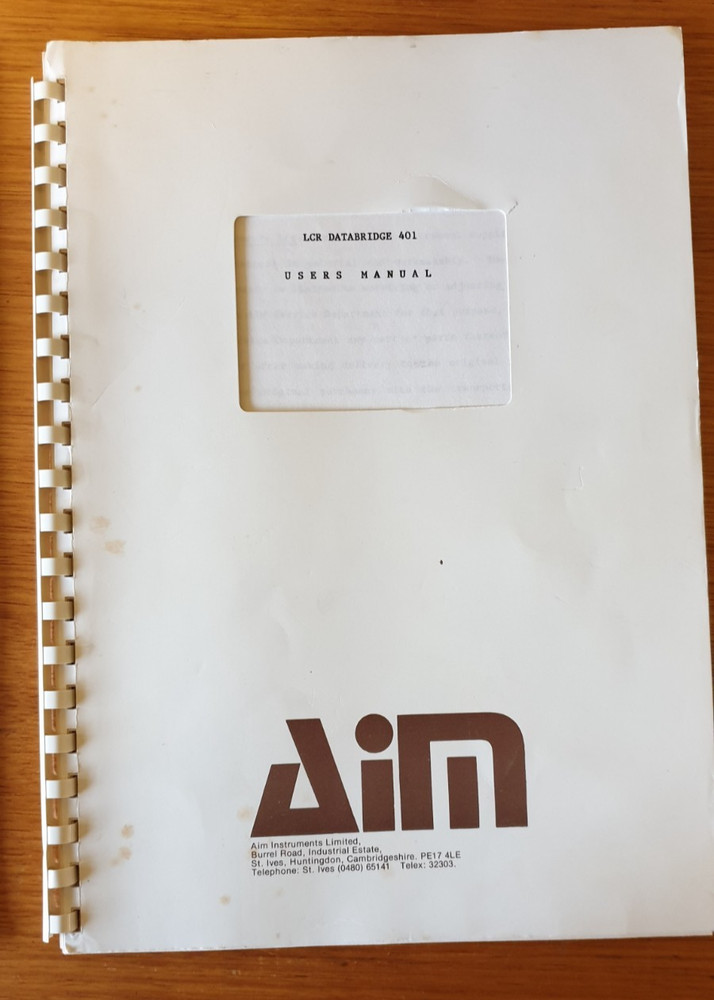 LCR DATABRIDGE 401
USERS MANUAL
Aim
Aim Instruments Limited,
Burrel Road, Industrial Estate,
St. Ives, Huntingdon, Cambridgeshire. PE17 4LE
Telephone: St. Ives (0480) 65141 Telex: 32303.